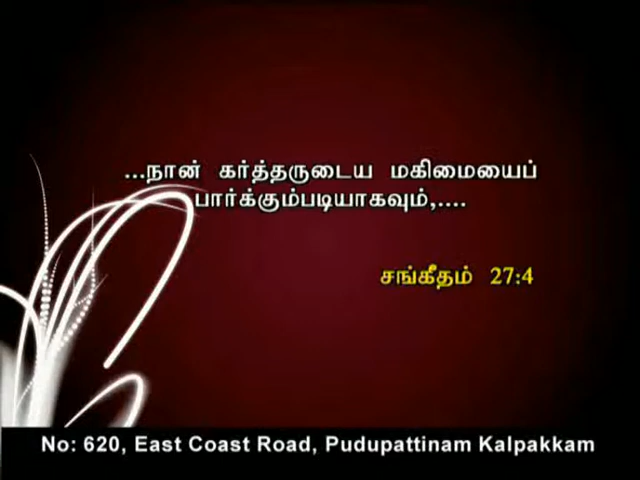 ...நான் கர்த்தருடைய மகிமையைப்
பார்க்கும்படியாகவும்,....
சங்கீதம் 27:4
No: 620, East Coast Road, Pudupattinam Kalpakkam